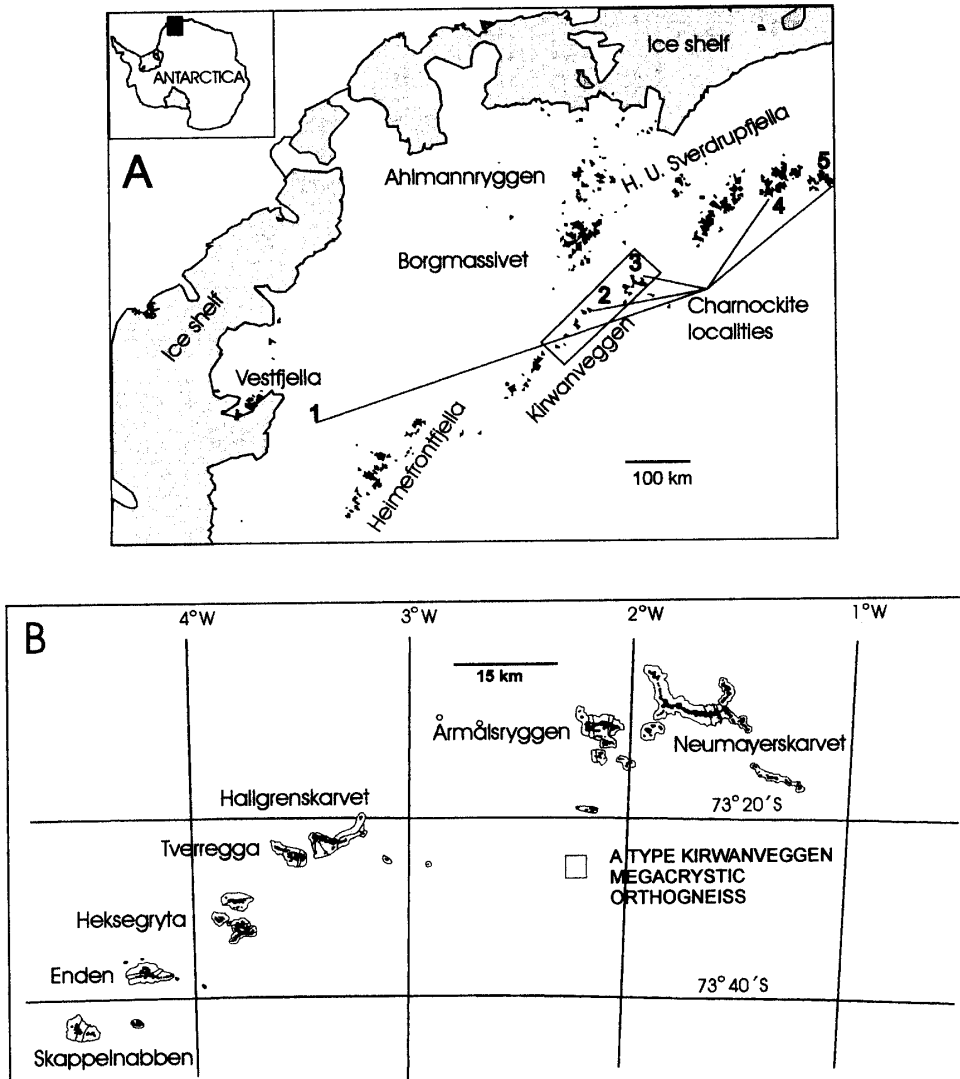 ANTARCTICA
Ice shelf
A
Ahlmannryggen
H. U. Sverdrupfjella
5
4
Borgmassivet
3
2
Charnockite
localities
Ice shelf
Kirwanveggen
Vestfjella
1
Heimefrontfjella
100 km
B
4°W
3°W
2°W
1°W
15 km
Årmålsryggen
Neumayerskarvet
Hallgrenskarvet
73°20´S
Tverregga
A TYPE KIRWANVEGGEN
MEGACRYSTIC
ORTHOGNEISS
Heksegryta
Enden
73°40´S
Skappelnabben